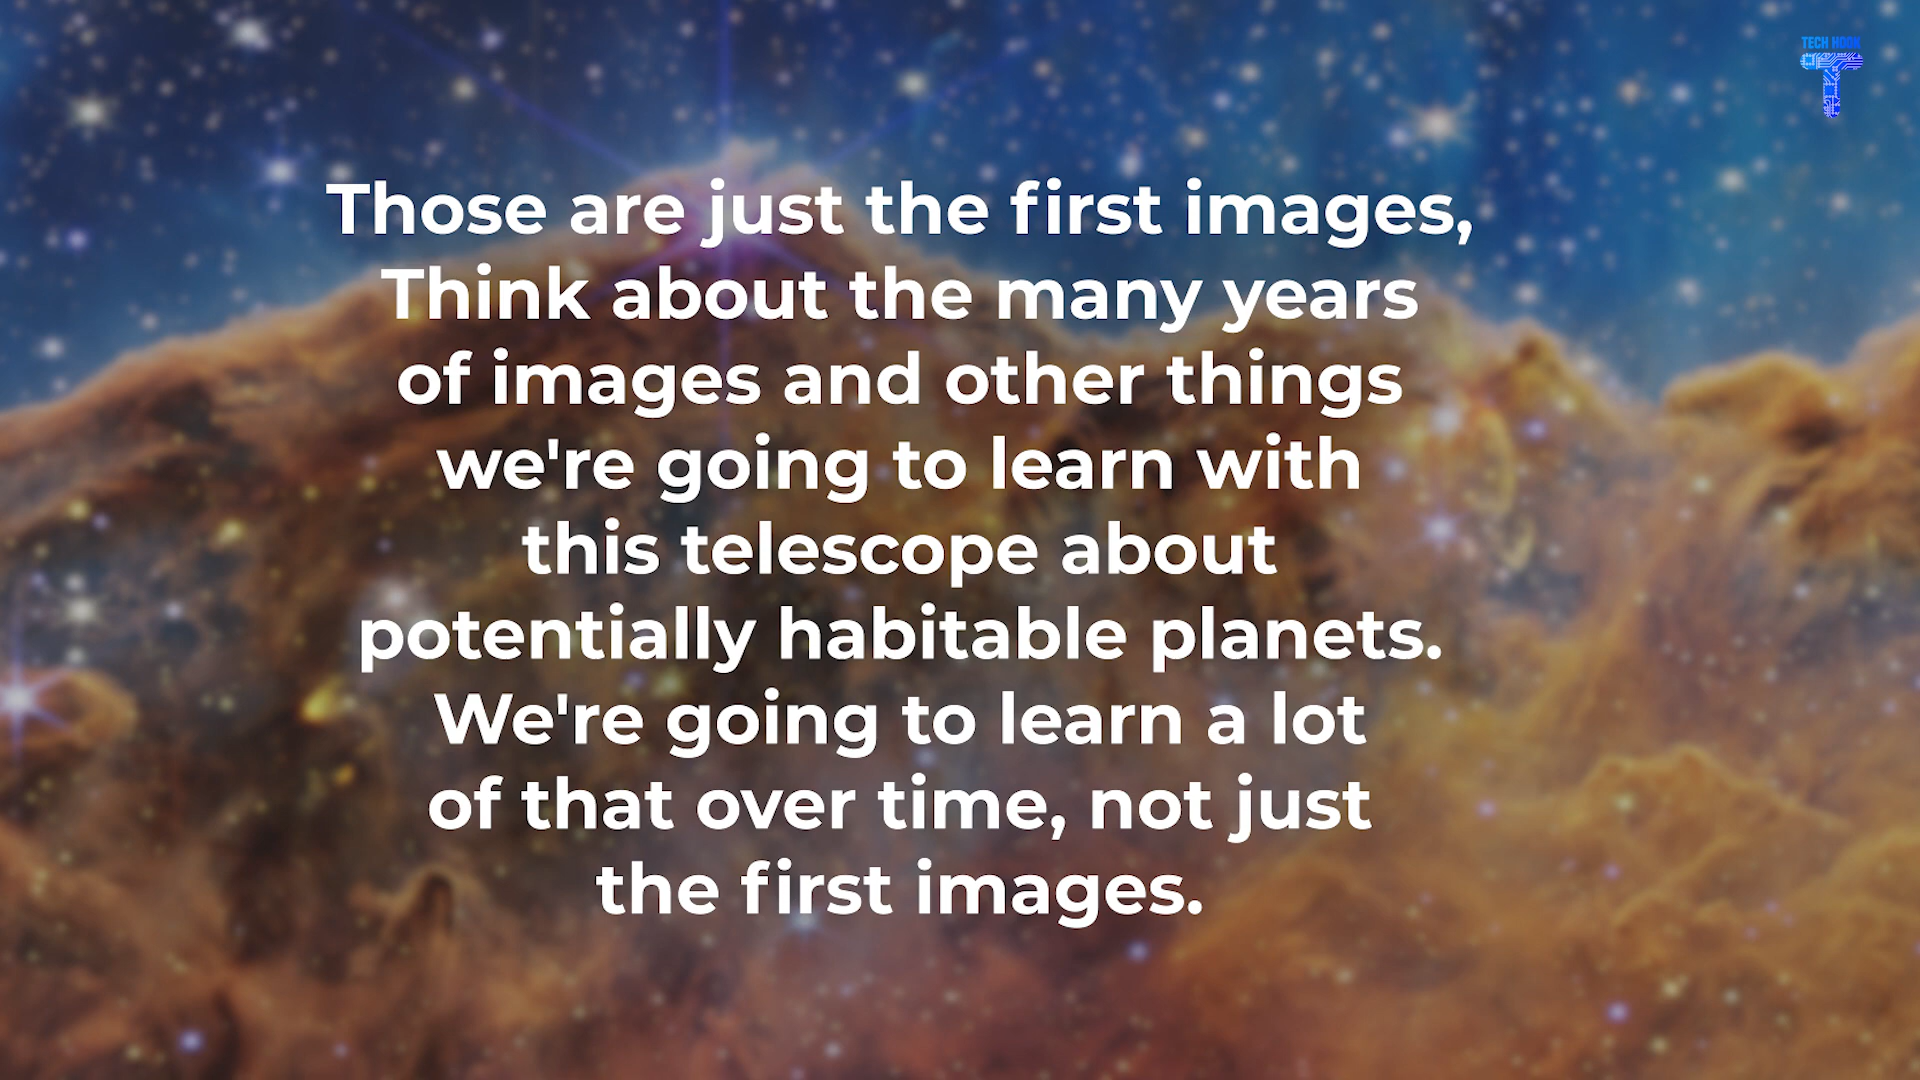 TECH HOOK
Those are just the first images,
Think about the many years
of images and other things
we're going to learn with
this telescope about
potentially habitable planets.
We're going to learn a lot
of that over time, not just
the first images.